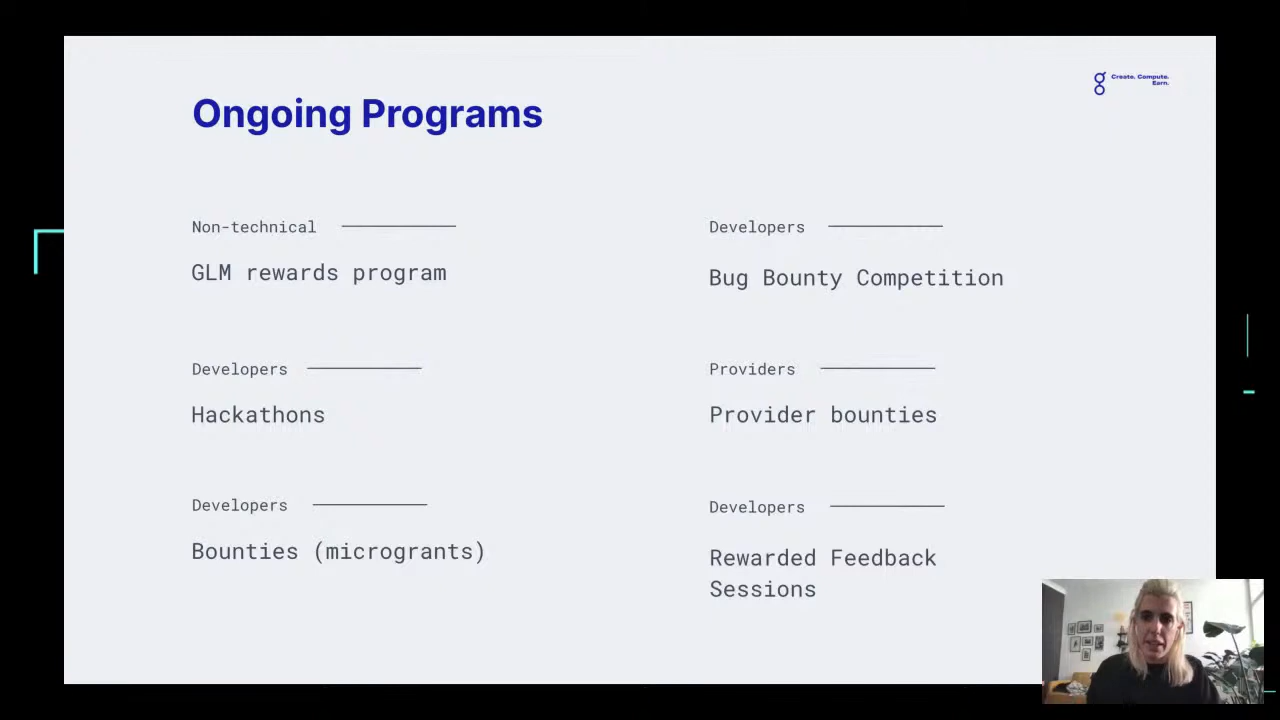 Ongoing Programs
Create. Compute.
Earn.
Non-technical
GLM rewards program
Developers
Bug Bounty Competition
Developers
Hackathons
Providers
Provider bounties
Developers
Bounties (microgrants)
Developers
Rewarded Feedback
Sessions